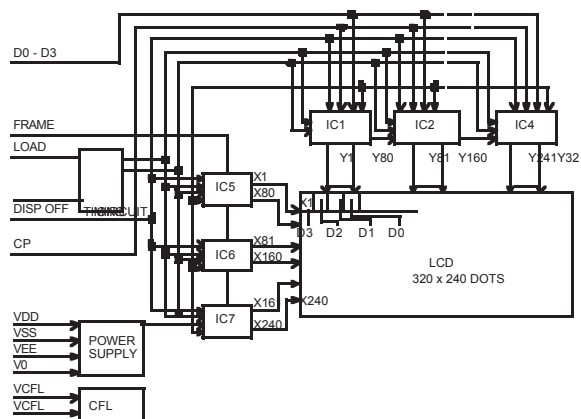 D0 - D3
FRAME
LOAD
DISP OFF
CP
VDD
VSS
VEE
V0
POWER
SUPPLY
VCFL
VCFL
CFL
IC1
IC2
IC4
Y1
Y80
Y81
Y160
Y241Y32
IC5
X1
X80
IC6
X81
X160
IC7
X161
X240
X1
D3
D2
D1
D0
LCD
320 x 240 DOTS
X240